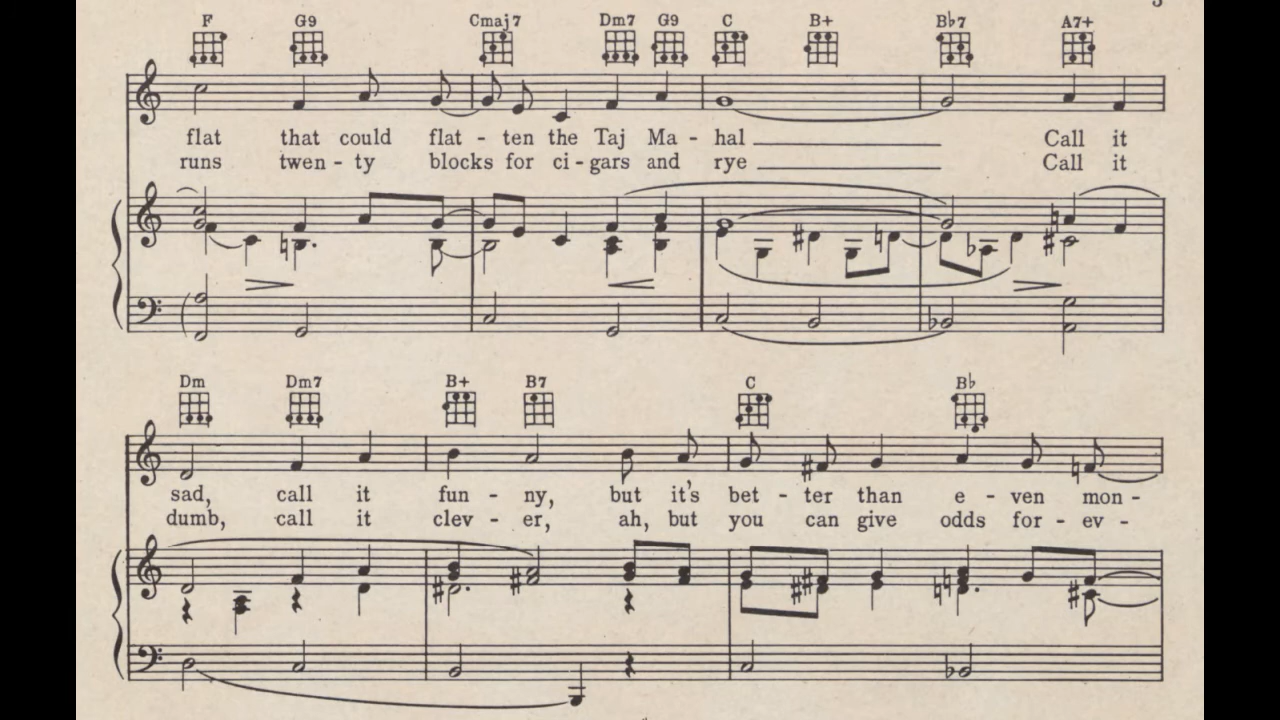 F G9 Cmaj7 Dm7 G9 C B+ B♭7 A7+
flat that could flat - ten the Taj Ma - hal Call it
runs twen - ty blocks for ci - gars and rye Call it
Dm Dm7 B+ B7 C B♭
sad, call it fun - ny, but it's bet - ter than e - ven mon -
dumb, call it clev - er, ah, but you can give odds for - ev -